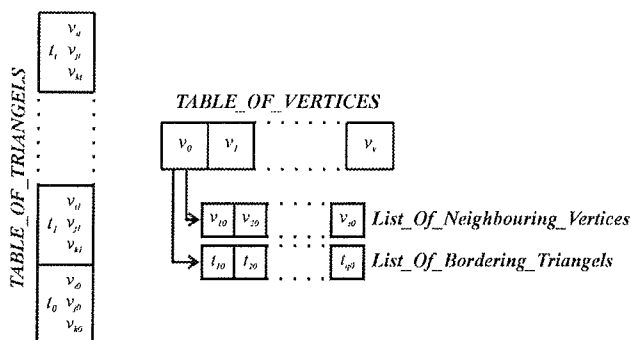 TABLE_OF_TRIANGELS
t_t v_it v_jt v_kt
t_1 v_i1 v_j1 v_k1
t_0 v_i0 v_j0 v_k0
TABLE_OF_VERTICES
v_0 v_1 v_v
v_10 v_20 v_z0 List_Of_Neighbouring_Vertices
t_10 t_20 t_q0 List_Of_Bordering_Triangels